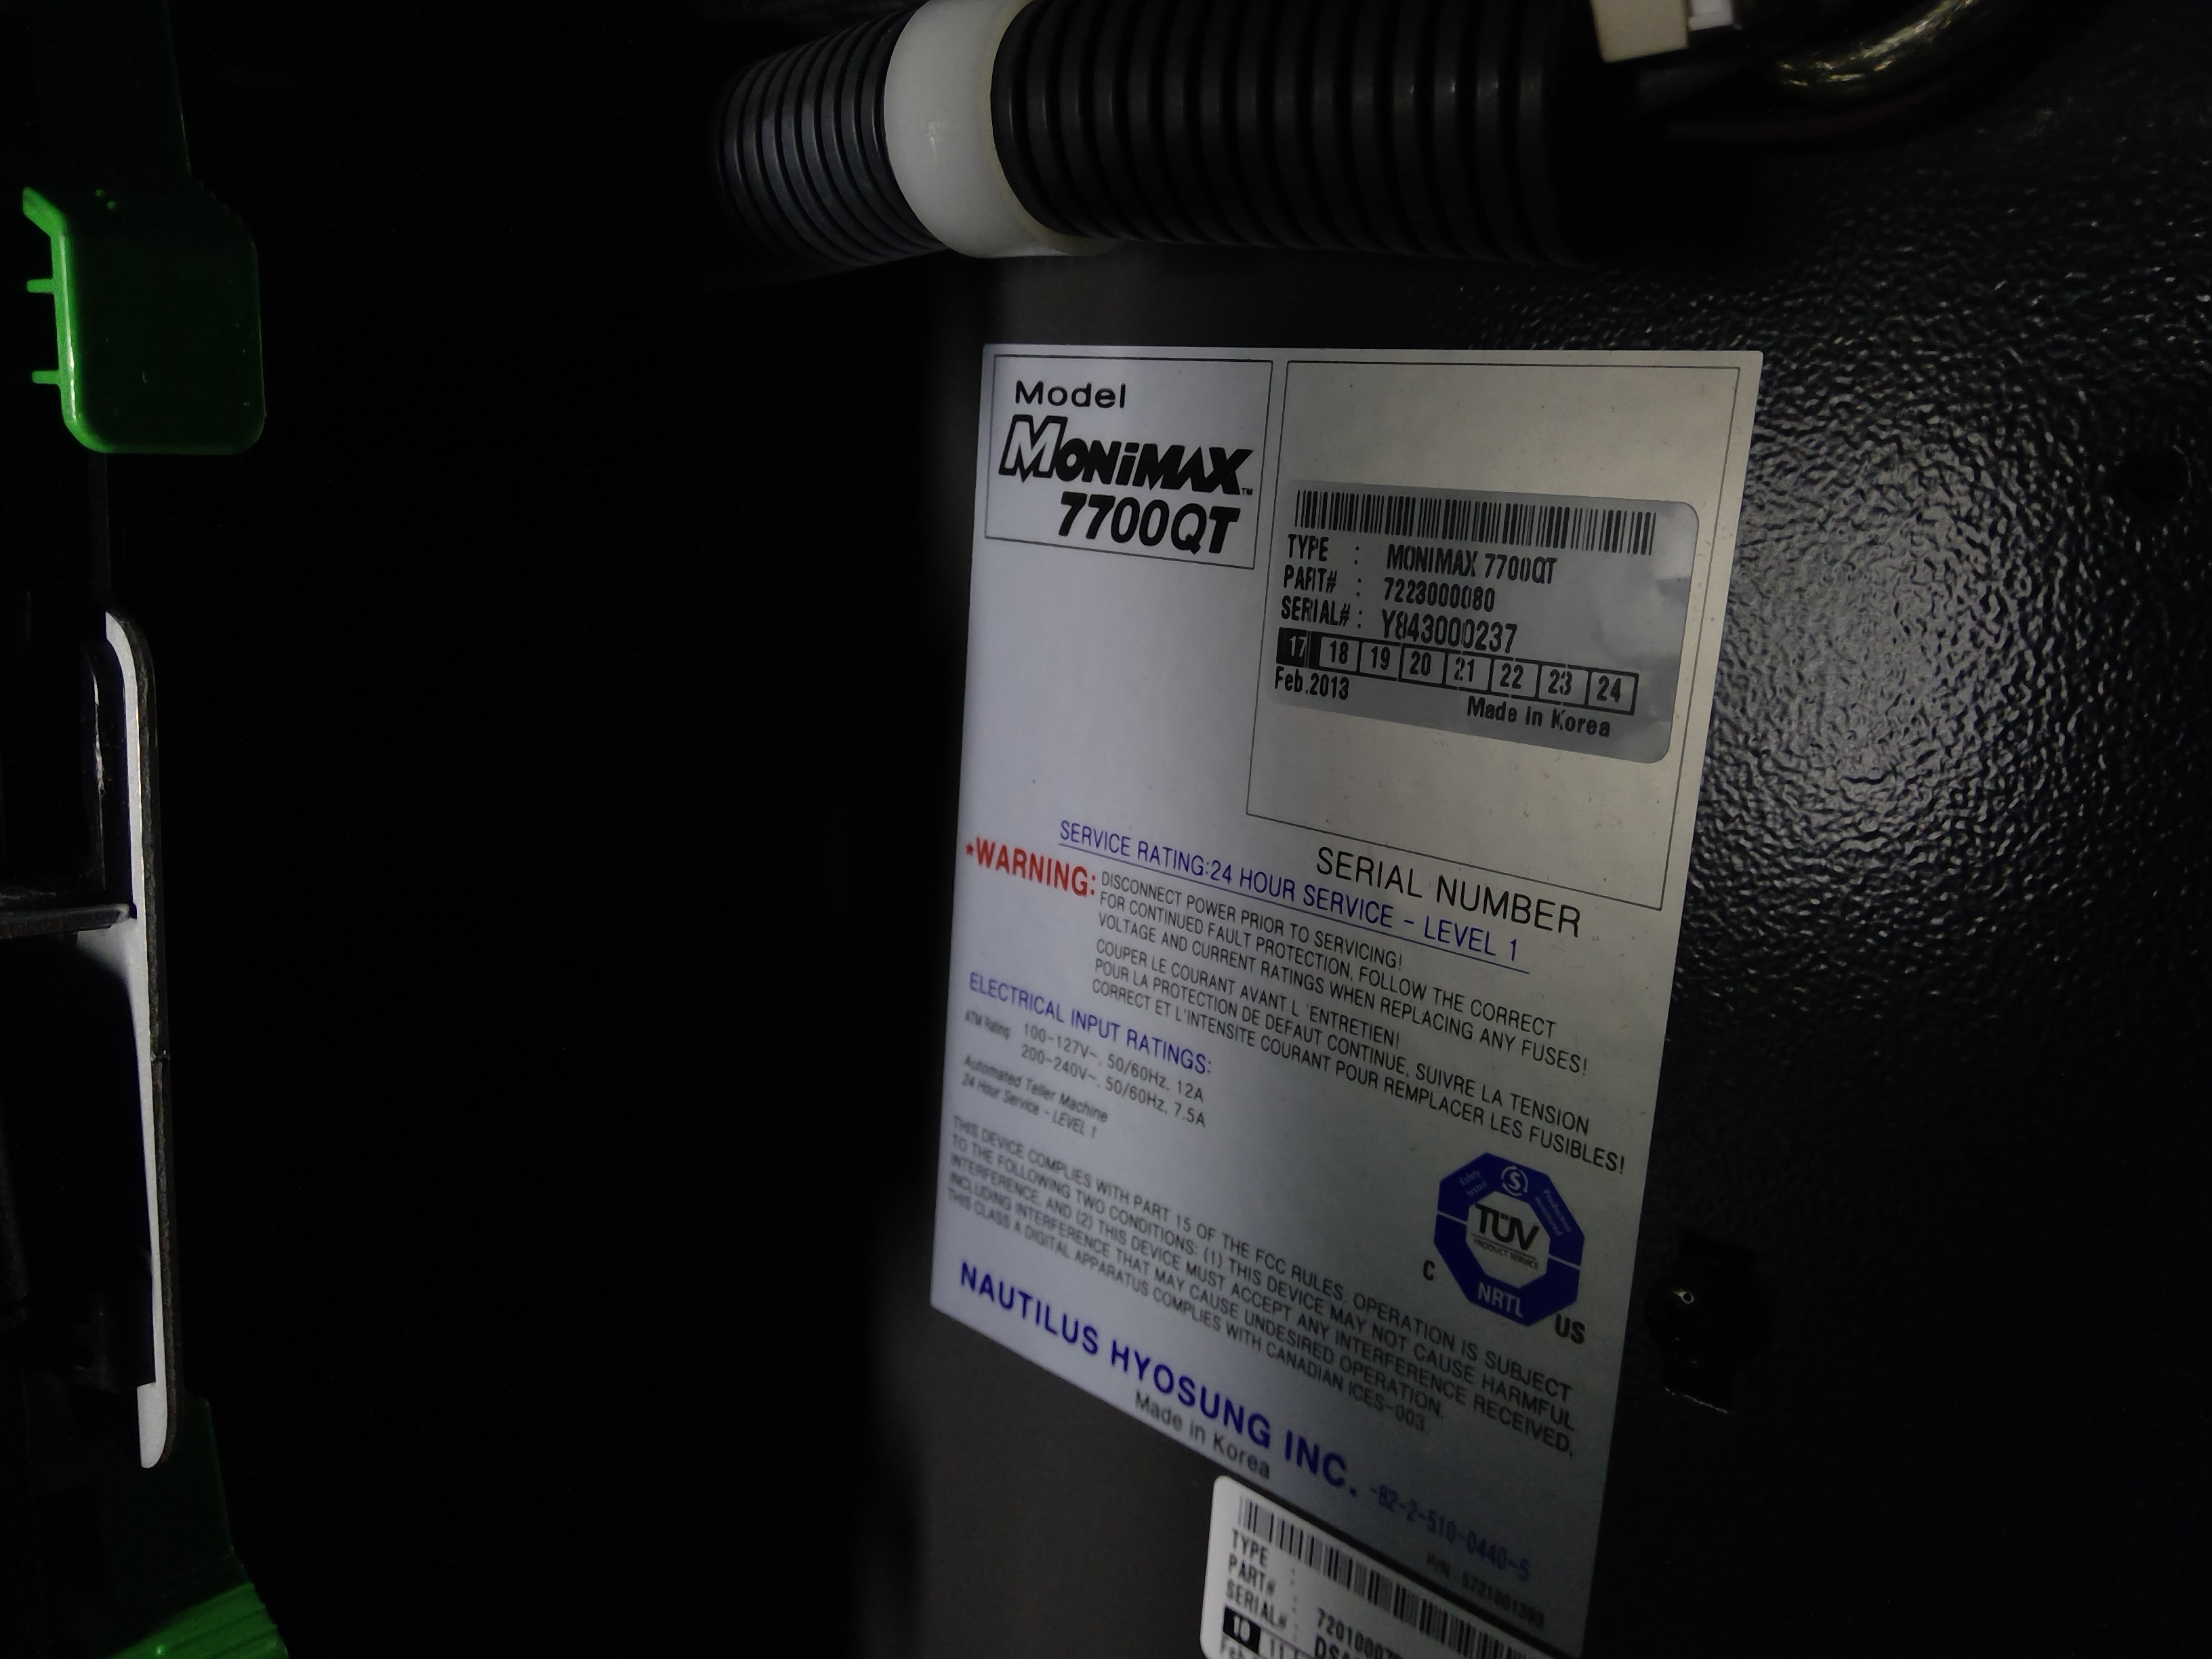 Model
MONiMAX™
7700QT
TYPE : MONIMAX 7700QT
PART# : 7223000080
SERIAL# : Y843000237
17 18 19 20 21 22 23 24
Feb.2013
Made in Korea
SERIAL NUMBER
SERVICE RATING:24 HOUR SERVICE - LEVEL 1
*WARNING: DISCONNECT POWER PRIOR TO SERVICING!
FOR CONTINUED FAULT PROTECTION, FOLLOW THE CORRECT
VOLTAGE AND CURRENT RATINGS WHEN REPLACING ANY FUSES!
COUPER LE COURANT AVANT L 'ENTRETIEN!
POUR LA PROTECTION DE DEFAUT CONTINUE, SUIVRE LA TENSION
CORRECT ET L'INTENSITE COURANT POUR REMPLACER LES FUSIBLES!
ELECTRICAL INPUT RATINGS:
ATM Rating 100-127V~, 50/60Hz, 12A
200-240V~, 50/60Hz, 7.5A
Automated Teller Machine
24 Hour Service - LEVEL 1
THIS DEVICE COMPLIES WITH PART 15 OF THE FCC RULES. OPERATION IS SUBJECT
TO THE FOLLOWING TWO CONDITIONS: (1) THIS DEVICE MAY NOT CAUSE HARMFUL
INTERFERENCE, AND (2) THIS DEVICE MUST ACCEPT ANY INTERFERENCE RECEIVED,
INCLUDING INTERFERENCE THAT MAY CAUSE UNDESIRED OPERATION.
THIS CLASS A DIGITAL APPARATUS COMPLIES WITH CANADIAN ICES-003.
Safety tested
S
Production
TÜV
PRODUCT SERVICE
C
NRTL
US
NAUTILUS HYOSUNG INC.
-82-2-510-0440-5
Made in Korea
P/N
TYPE :
PART# :
SERIAL# :
10 11